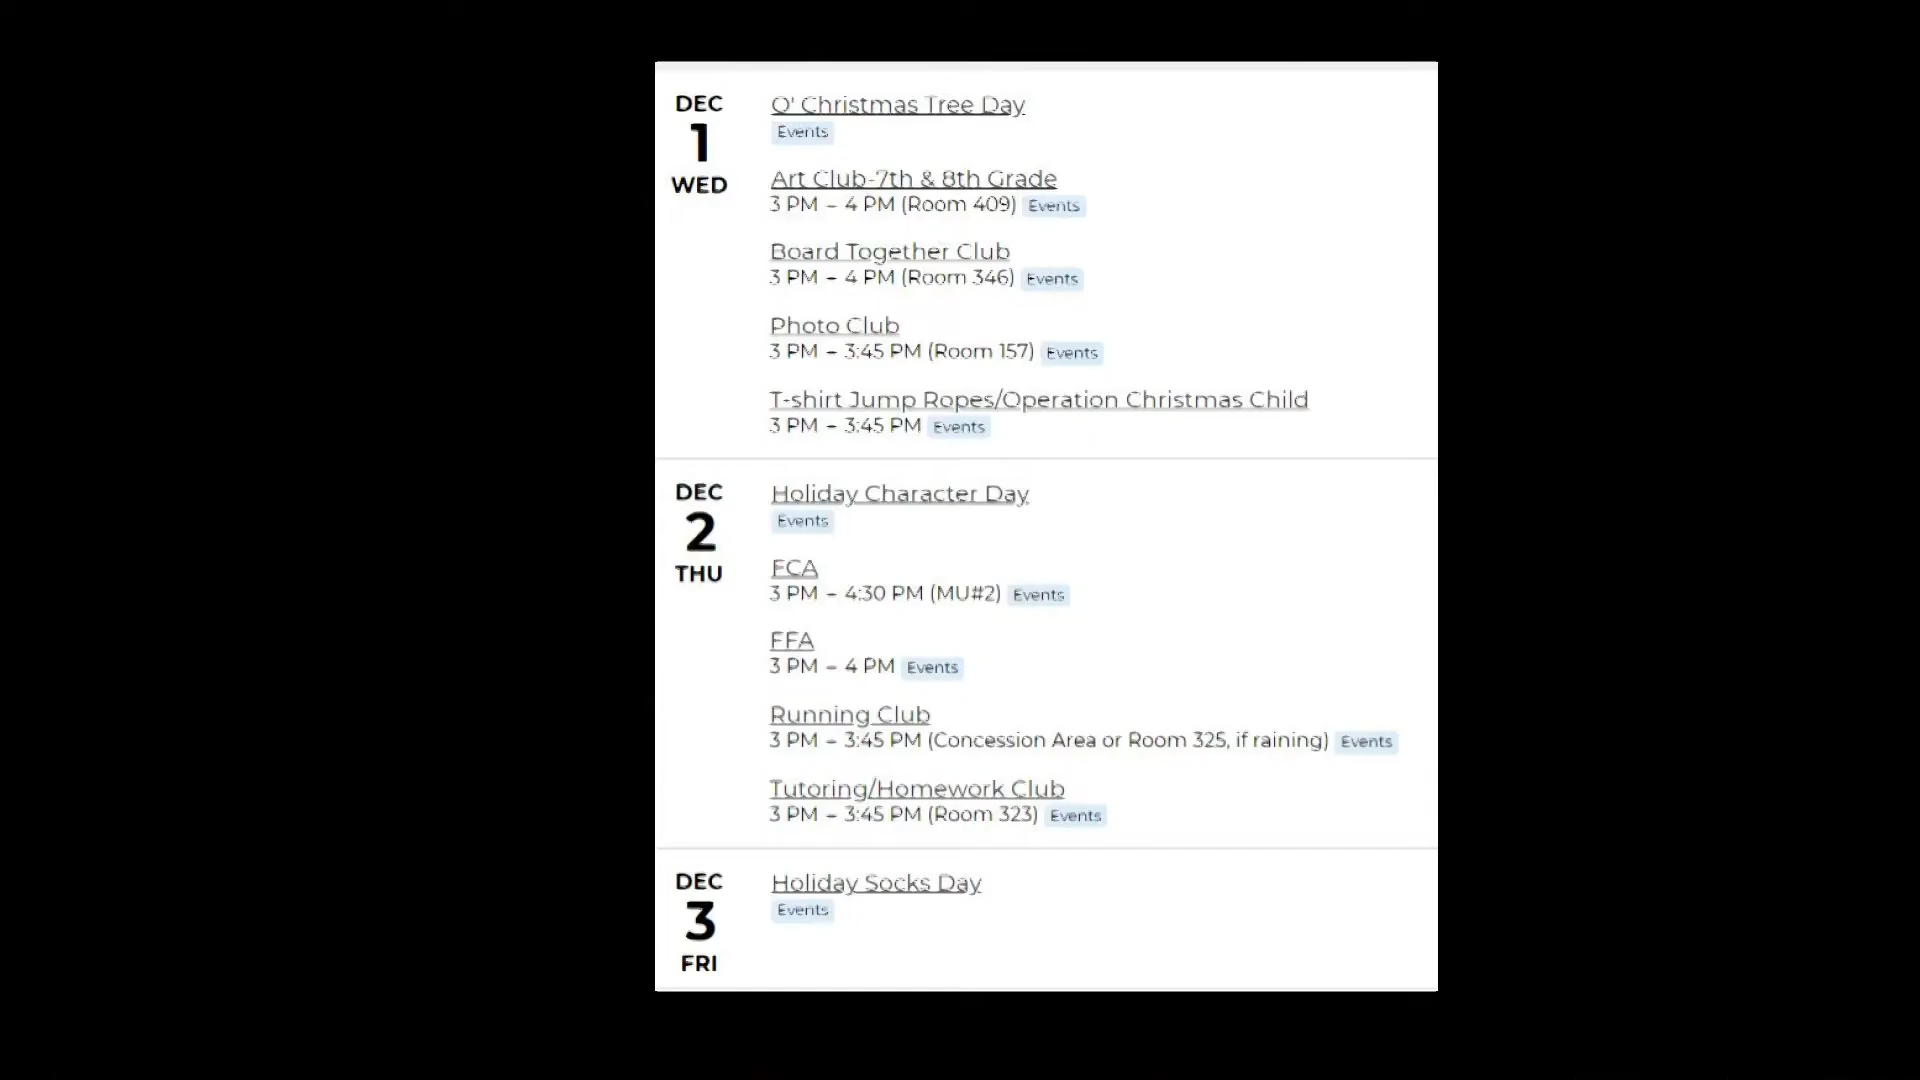 DEC
1
WED
O' Christmas Tree Day
Events
Art Club-7th & 8th Grade
3 PM – 4 PM (Room 409) Events
Board Together Club
3 PM – 4 PM (Room 346) Events
Photo Club
3 PM – 3:45 PM (Room 157) Events
T-shirt Jump Ropes/Operation Christmas Child
3 PM – 3:45 PM Events
DEC
2
THU
Holiday Character Day
Events
FCA
3 PM – 4:30 PM (MU#2) Events
FFA
3 PM – 4 PM Events
Running Club
3 PM – 3:45 PM (Concession Area or Room 325, if raining) Events
Tutoring/Homework Club
3 PM – 3:45 PM (Room 323) Events
DEC
3
FRI
Holiday Socks Day
Events